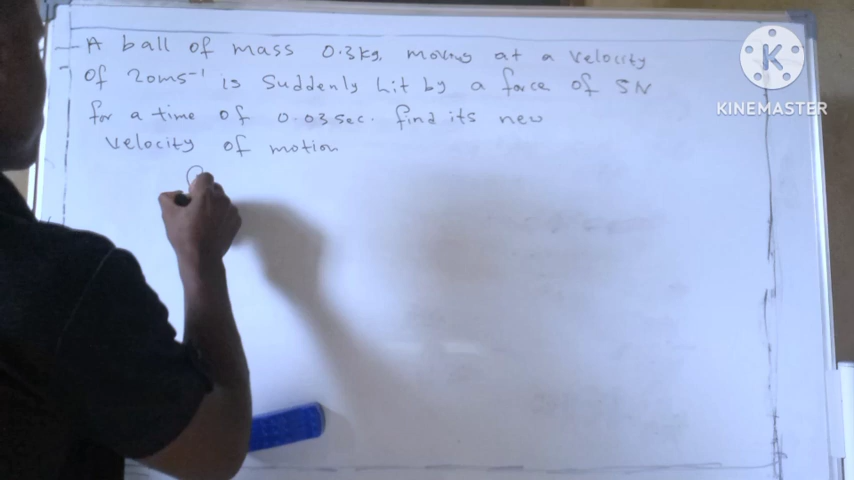 A ball of mass 0.3kg, moving at a velocity
of 20ms⁻¹ is suddenly hit by a force of 5N
for a time of 0.03sec. find its new
velocity of motion
K
KINEMASTER